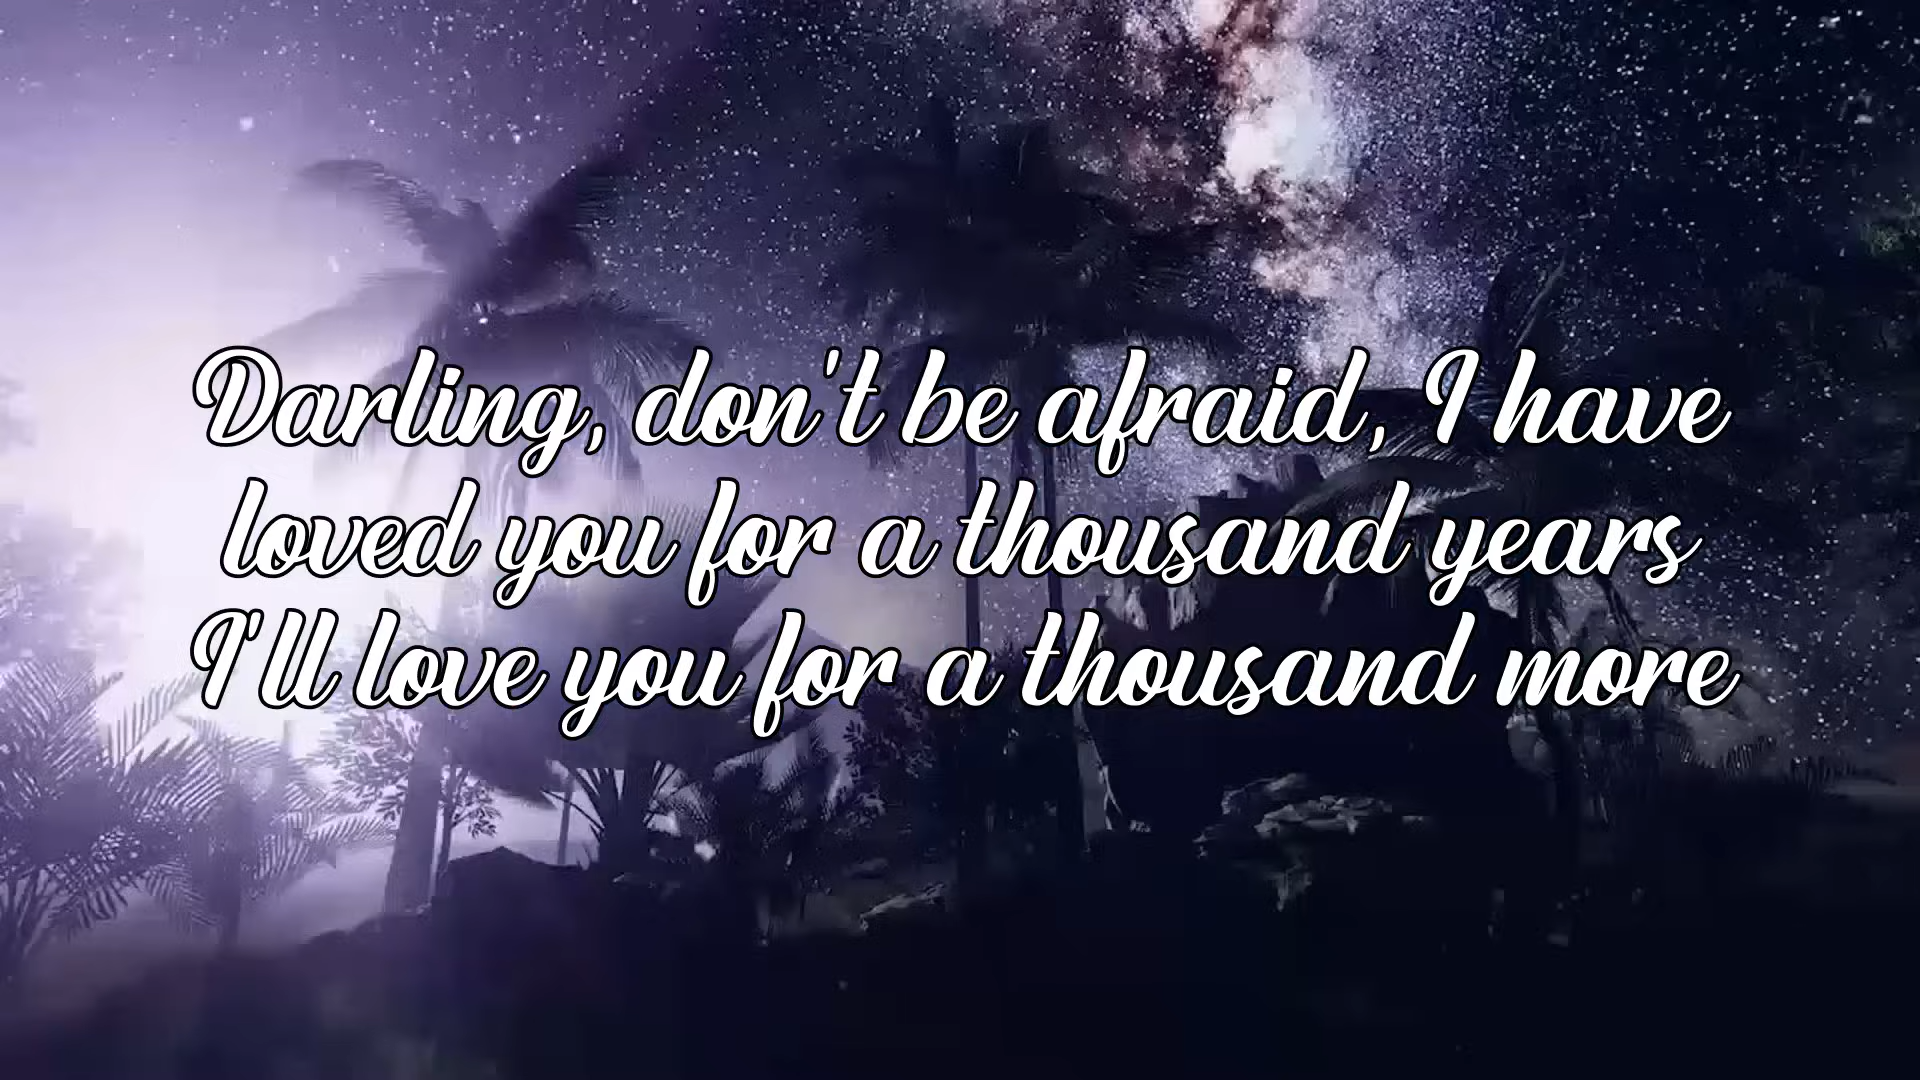 Darling, don't be afraid, I have
loved you for a thousand years
I'll love you for a thousand more